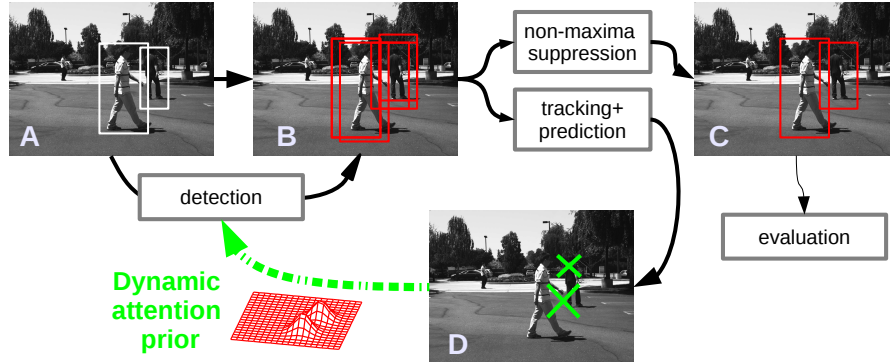 A
B
non-maxima
suppression
tracking+
prediction
C
detection
evaluation
Dynamic
attention
prior
D